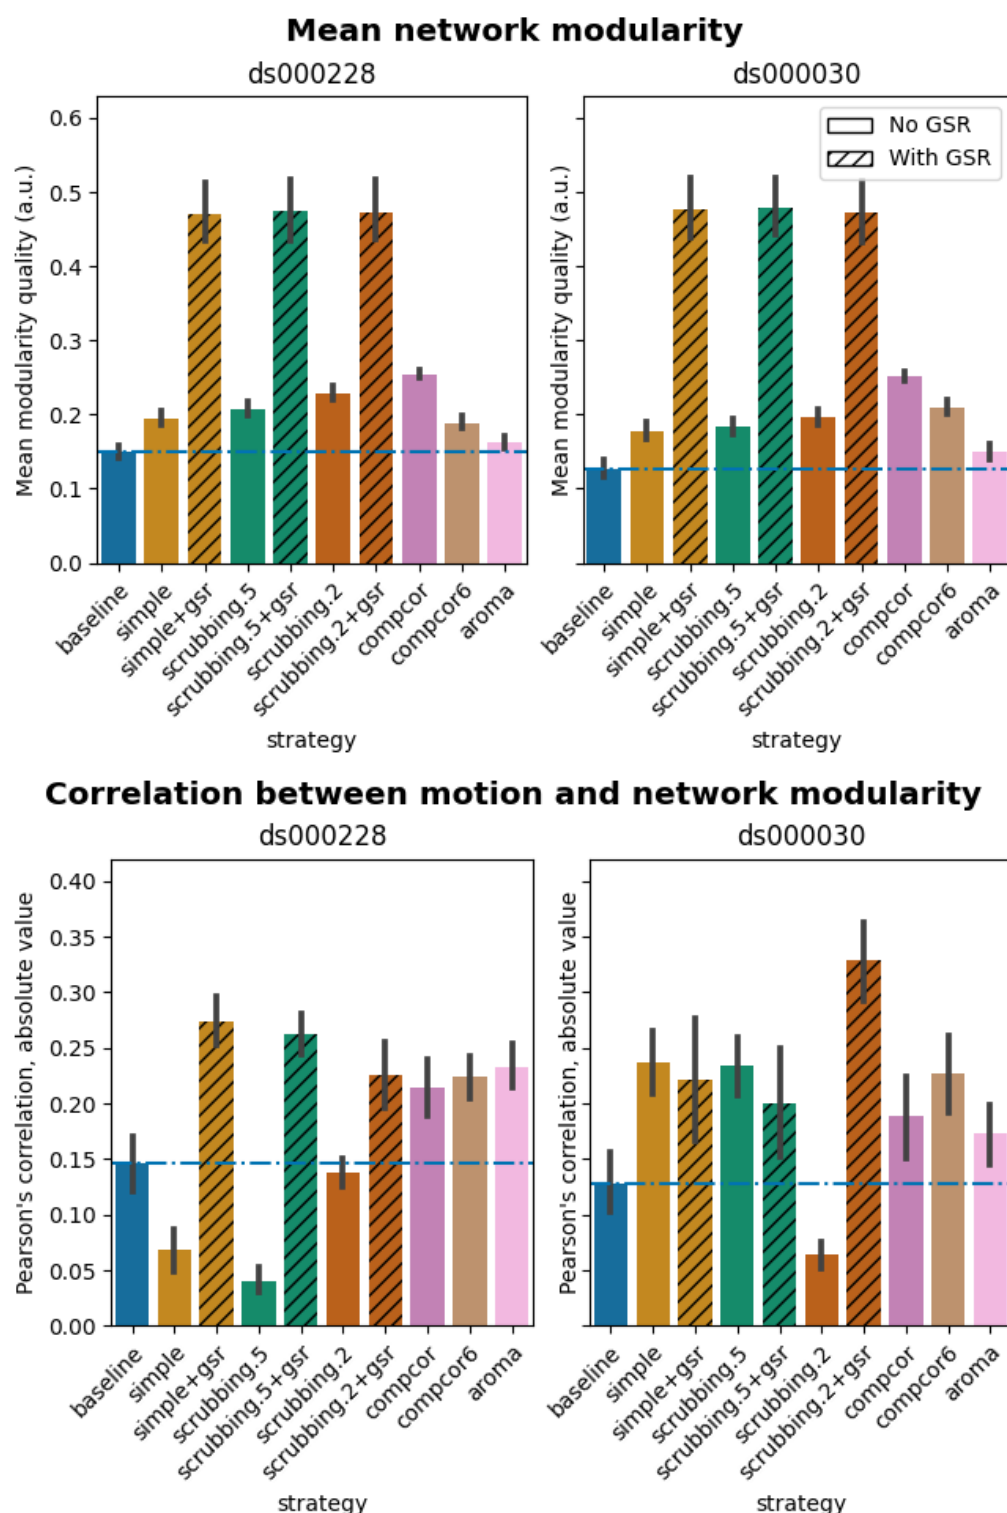 Mean network modularity
ds000228
ds000030
Mean modularity quality (a.u.)
0.6
0.5
0.4
0.3
0.2
0.1
0.0
baseline
simple
simple+gsr
scrubbing.5
scrubbing.5+gsr
scrubbing.2
scrubbing.2+gsr
compcor
compcor6
aroma
strategy
Mean modularity quality (a.u.)
No GSR
With GSR
baseline
simple
simple+gsr
scrubbing.5
scrubbing.5+gsr
scrubbing.2
scrubbing.2+gsr
compcor
compcor6
aroma
strategy
Correlation between motion and network modularity
ds000228
ds000030
Pearson's correlation, absolute value
0.40
0.35
0.30
0.25
0.20
0.15
0.10
0.05
0.00
baseline
simple
simple+gsr
scrubbing.5
scrubbing.5+gsr
scrubbing.2
scrubbing.2+gsr
compcor
compcor6
aroma
strategy
Pearson's correlation, absolute value
baseline
simple
simple+gsr
scrubbing.5
scrubbing.5+gsr
scrubbing.2
scrubbing.2+gsr
compcor
compcor6
aroma
strategy